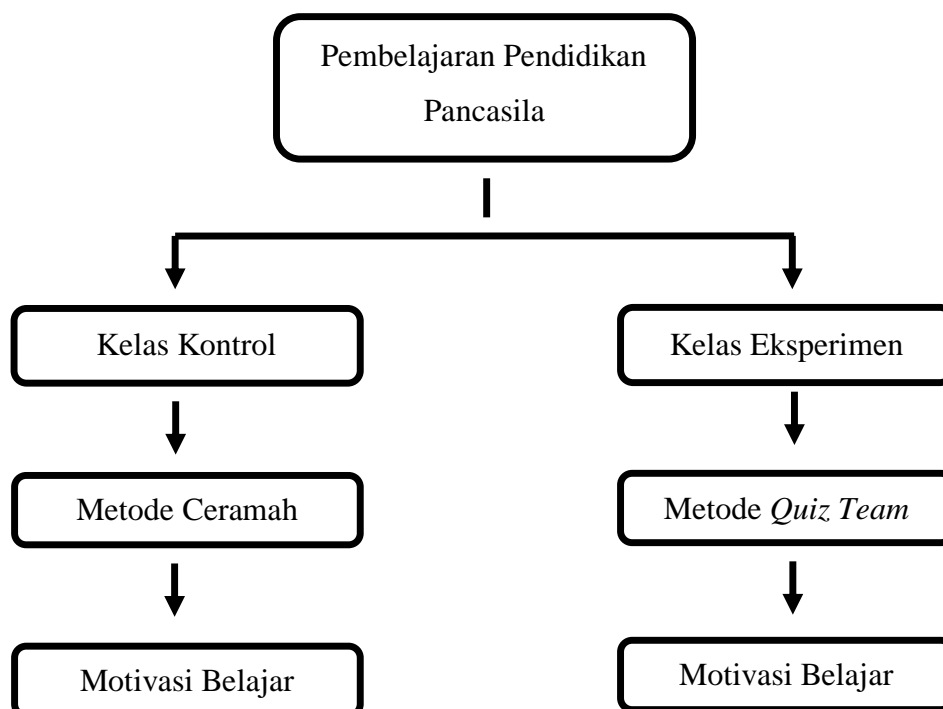 Pembelajaran Pendidikan
Pancasila
Kelas Kontrol
Kelas Eksperimen
Metode Ceramah
Metode Quiz Team
Motivasi Belajar
Motivasi Belajar